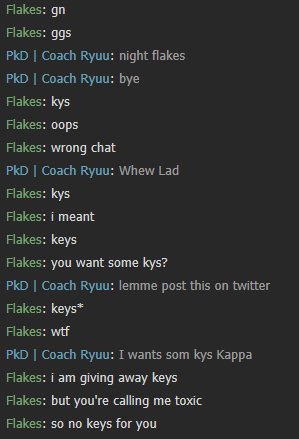 Flakes: gn
Flakes: ggs
PkD | Coach Ryuu: night flakes
PkD | Coach Ryuu: bye
Flakes: kys
Flakes: oops
Flakes: wrong chat
PkD | Coach Ryuu: Whew Lad
Flakes: kys
Flakes: i meant
Flakes: keys
Flakes: you want some kys?
PkD | Coach Ryuu: lemme post this on twitter
Flakes: keys*
Flakes: wtf
PkD | Coach Ryuu: I wants som kys Kappa
Flakes: i am giving away keys
Flakes: but you're calling me toxic
Flakes: so no keys for you